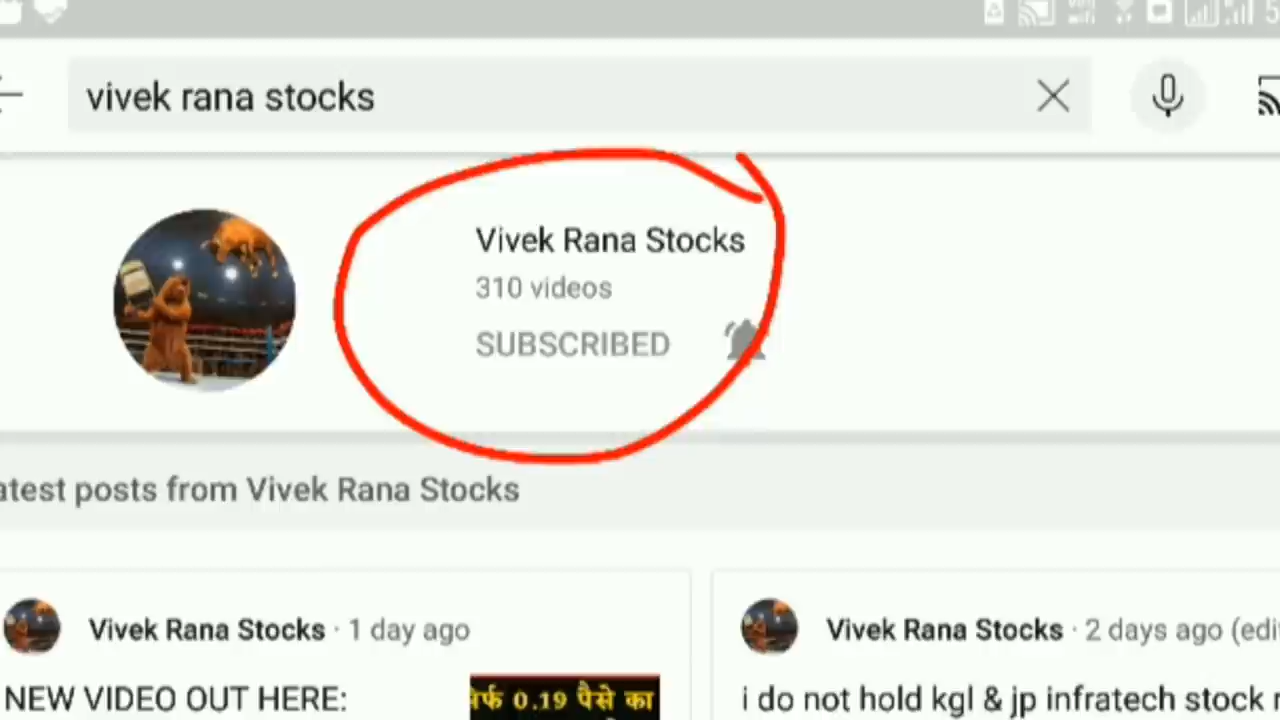 vivek rana stocks
Vivek Rana Stocks
310 videos
SUBSCRIBED
atest posts from Vivek Rana Stocks
Vivek Rana Stocks · 1 day ago
NEW VIDEO OUT HERE:
0.19 पैसे का
Vivek Rana Stocks · 2 days ago (edi
i do not hold kgl & jp infratech stock